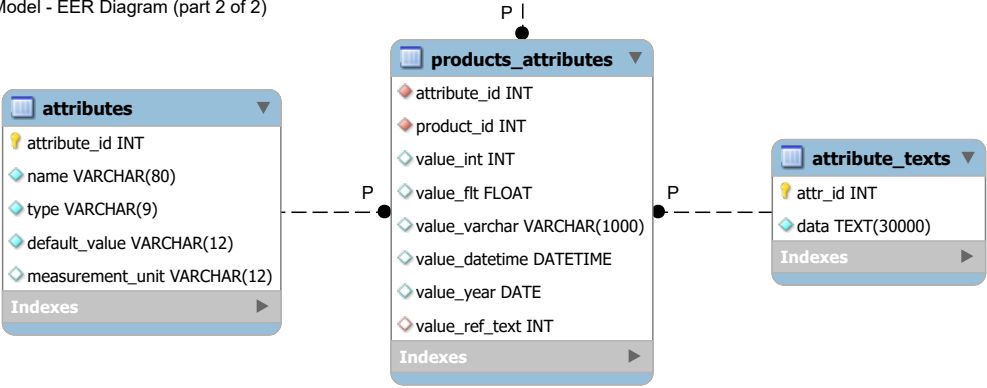 Model - EER Diagram (part 2 of 2)
P
products_attributes
attribute_id INT
product_id INT
value_int INT
value_flt FLOAT
value_varchar VARCHAR(1000)
value_datetime DATETIME
value_year DATE
value_ref_text INT
Indexes
attributes
attribute_id INT
name VARCHAR(80)
type VARCHAR(9)
default_value VARCHAR(12)
measurement_unit VARCHAR(12)
Indexes
P
P
attribute_texts
attr_id INT
data TEXT(30000)
Indexes